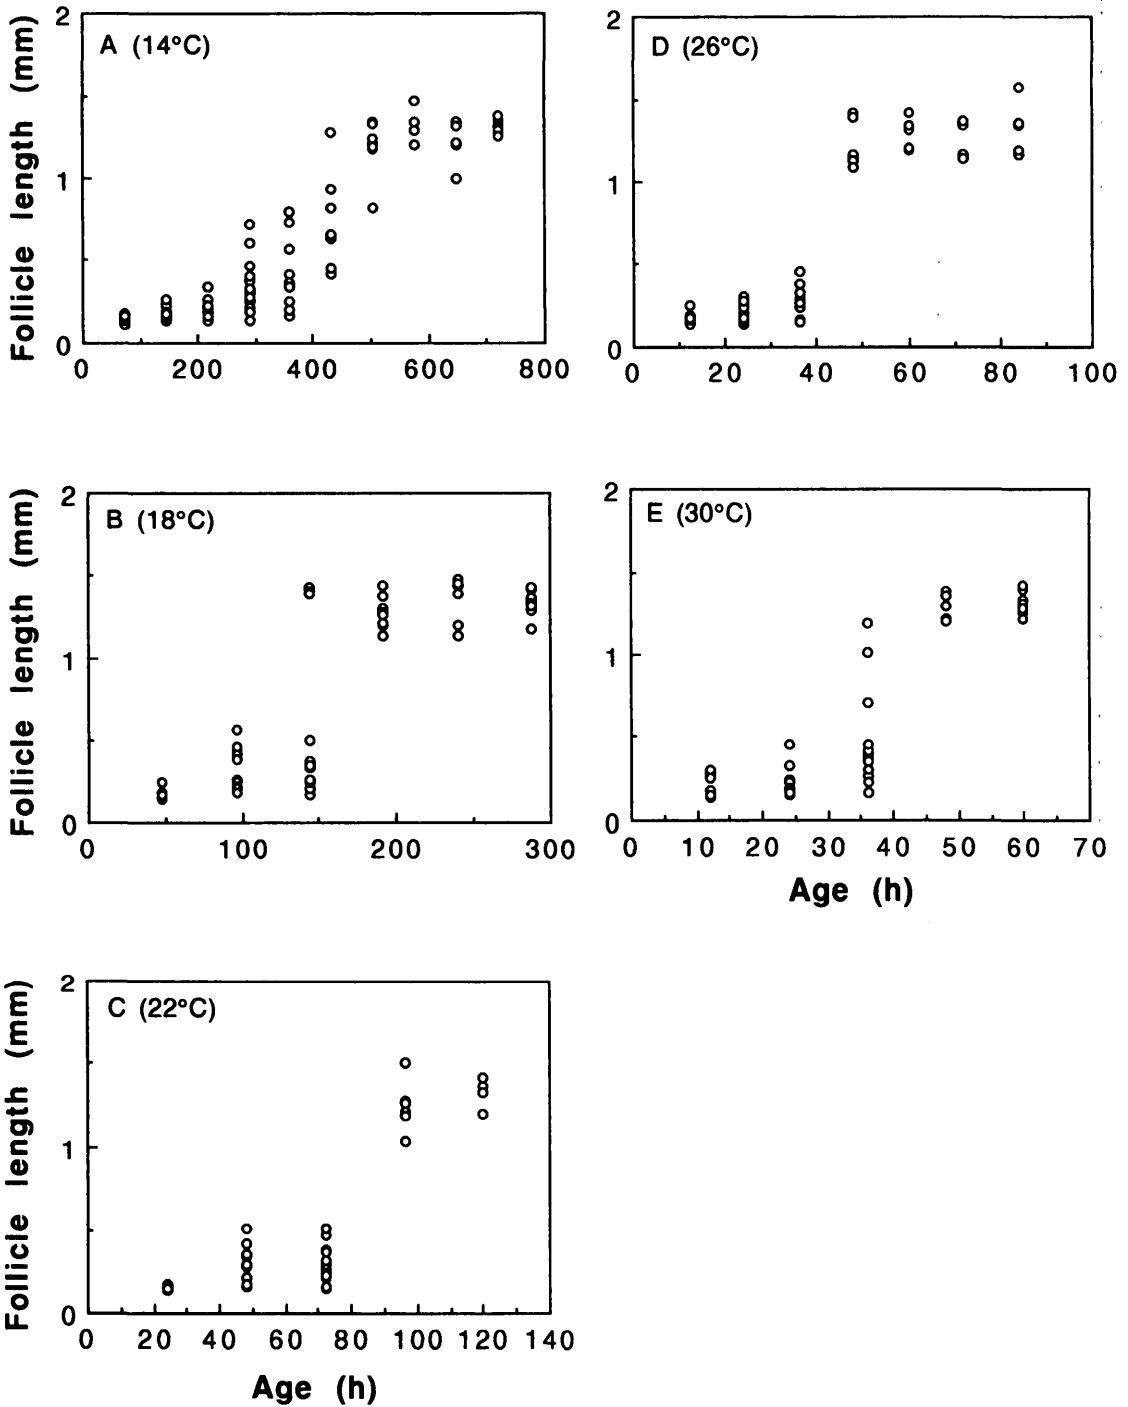 A (14°C)
Follicle length (mm)
2
1
0
0 200 400 600 800
D (26°C)
2
1
0
0 20 40 60 80 100
B (18°C)
Follicle length (mm)
2
1
0
0 100 200 300
E (30°C)
2
1
0
0 10 20 30 40 50 60 70
Age (h)
C (22°C)
Follicle length (mm)
2
1
0
0 20 40 60 80 100 120 140
Age (h)